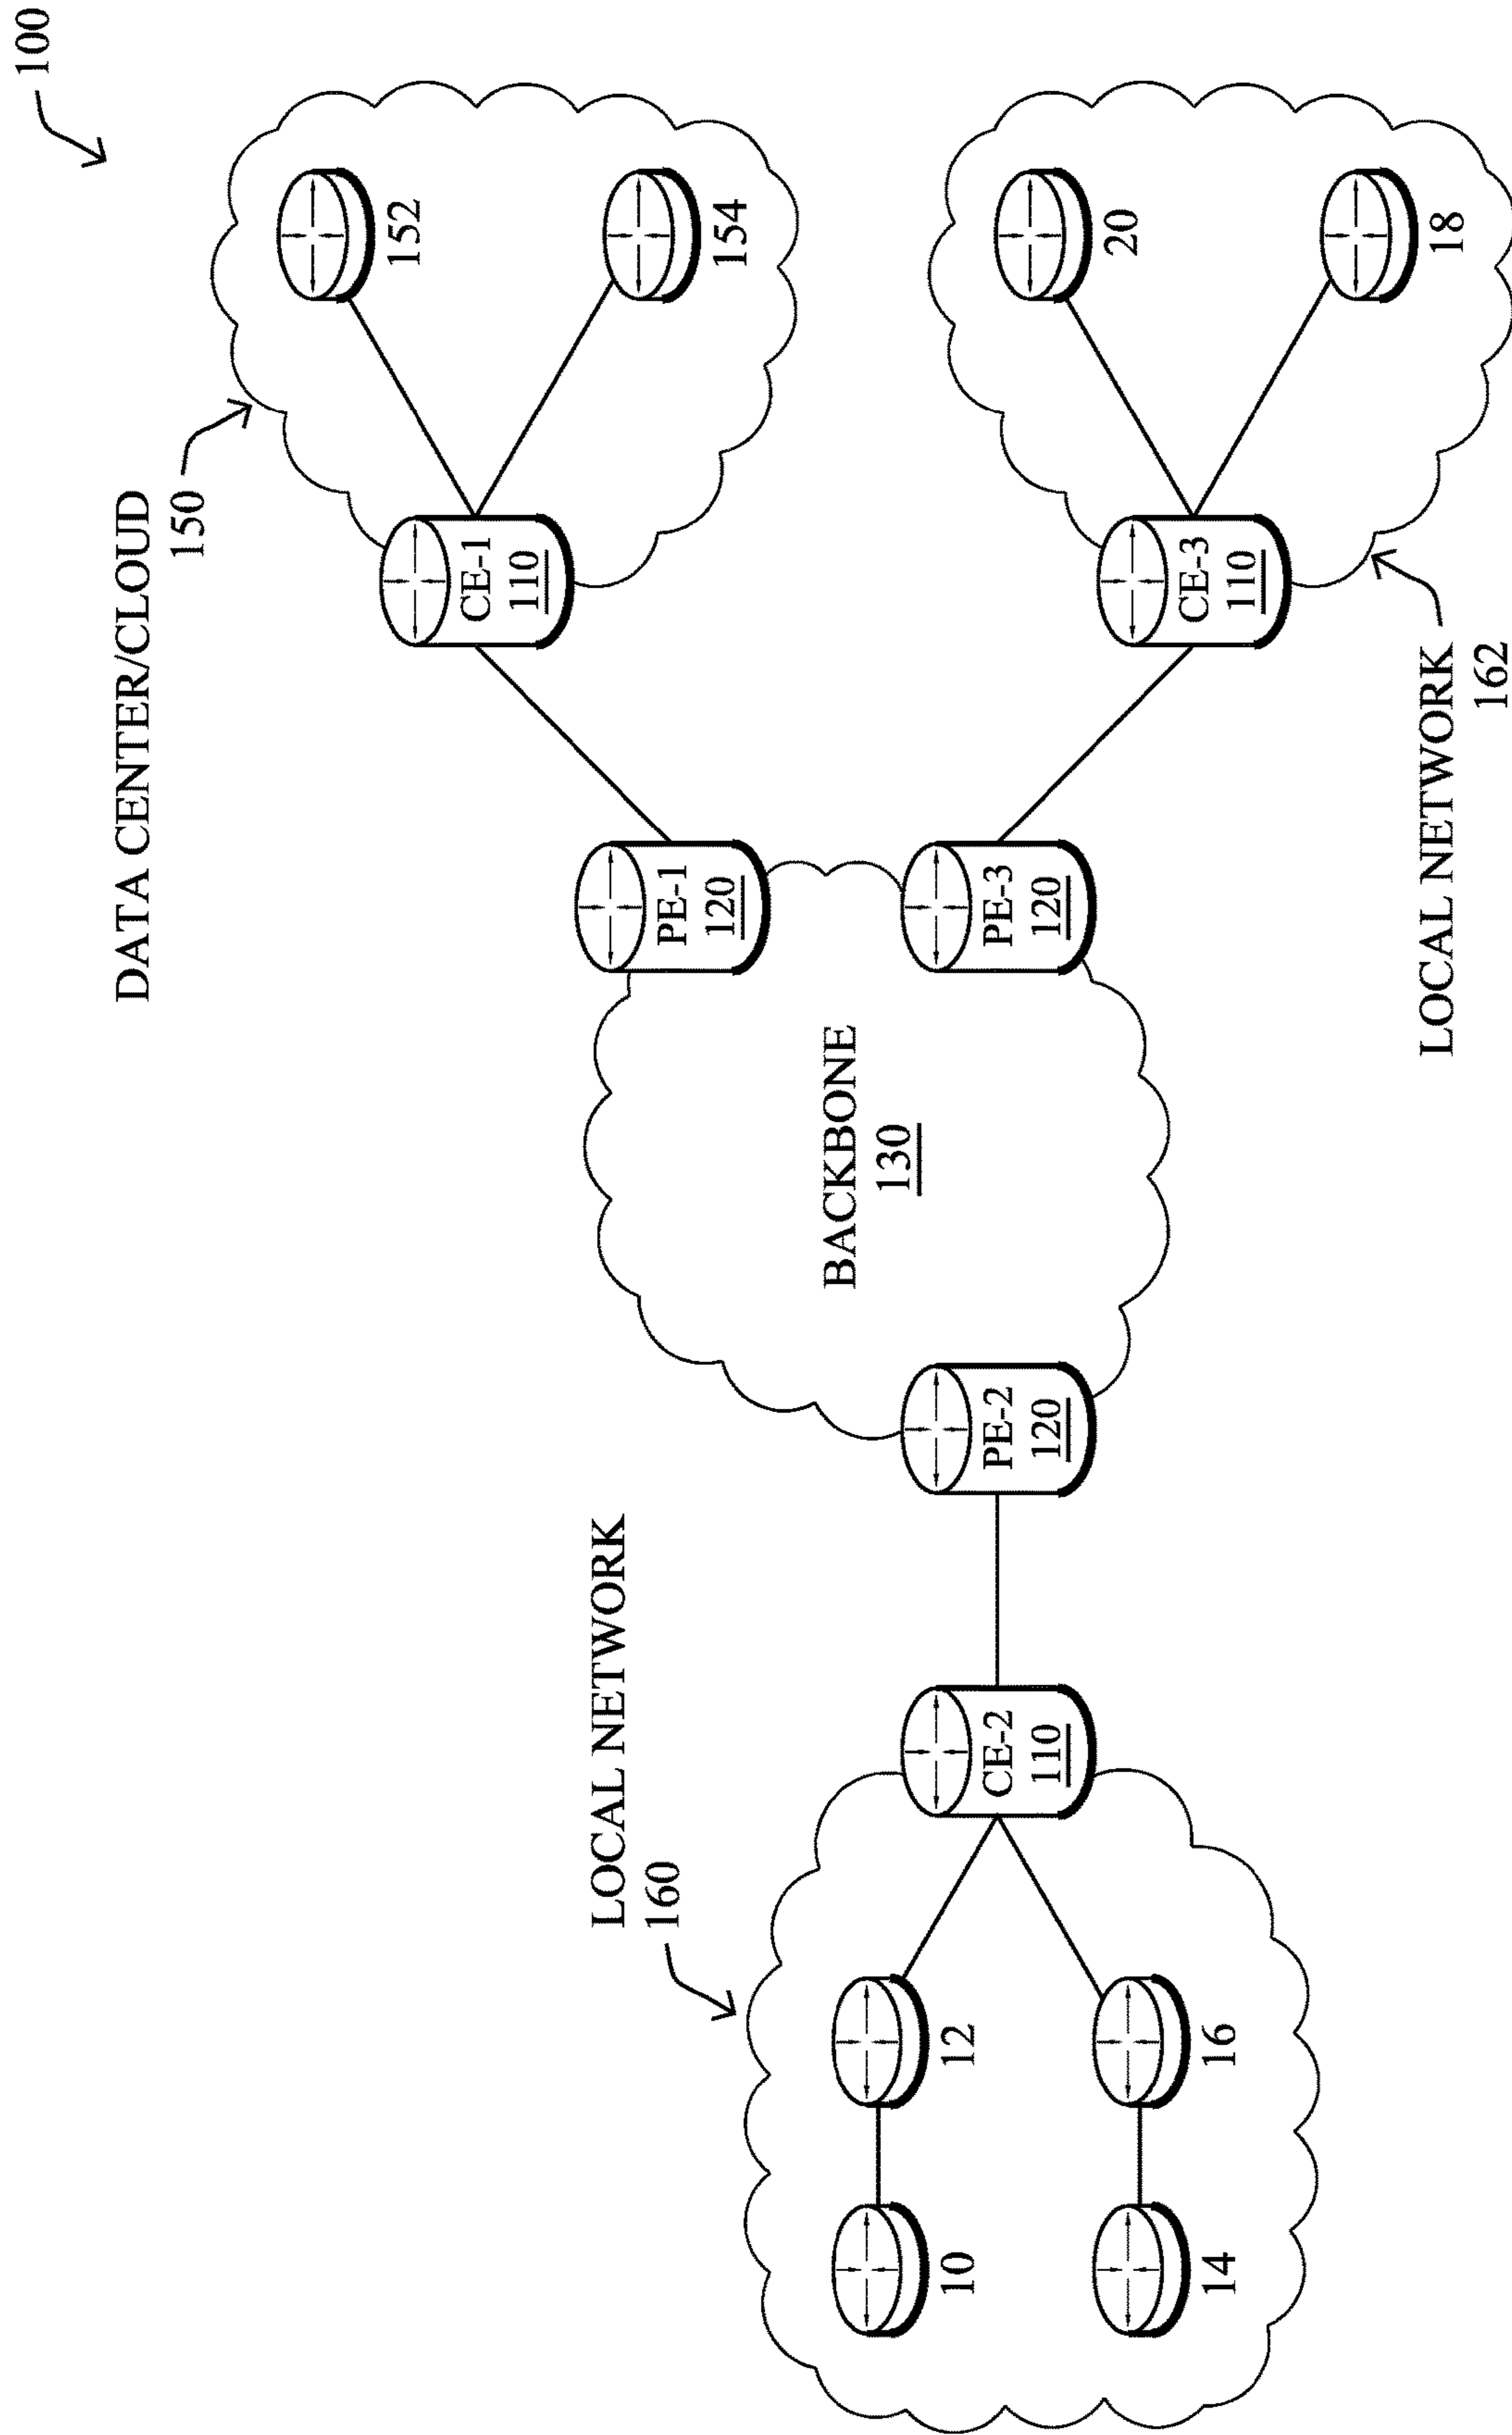 100
DATA CENTER/CLOUD
150
152
154
CE-1
110
PE-1
120
LOCAL NETWORK
160
BACKBONE
130
PE-2
120
PE-3
120
CE-2
110
12
10
16
14
CE-3
110
20
18
LOCAL NETWORK
162